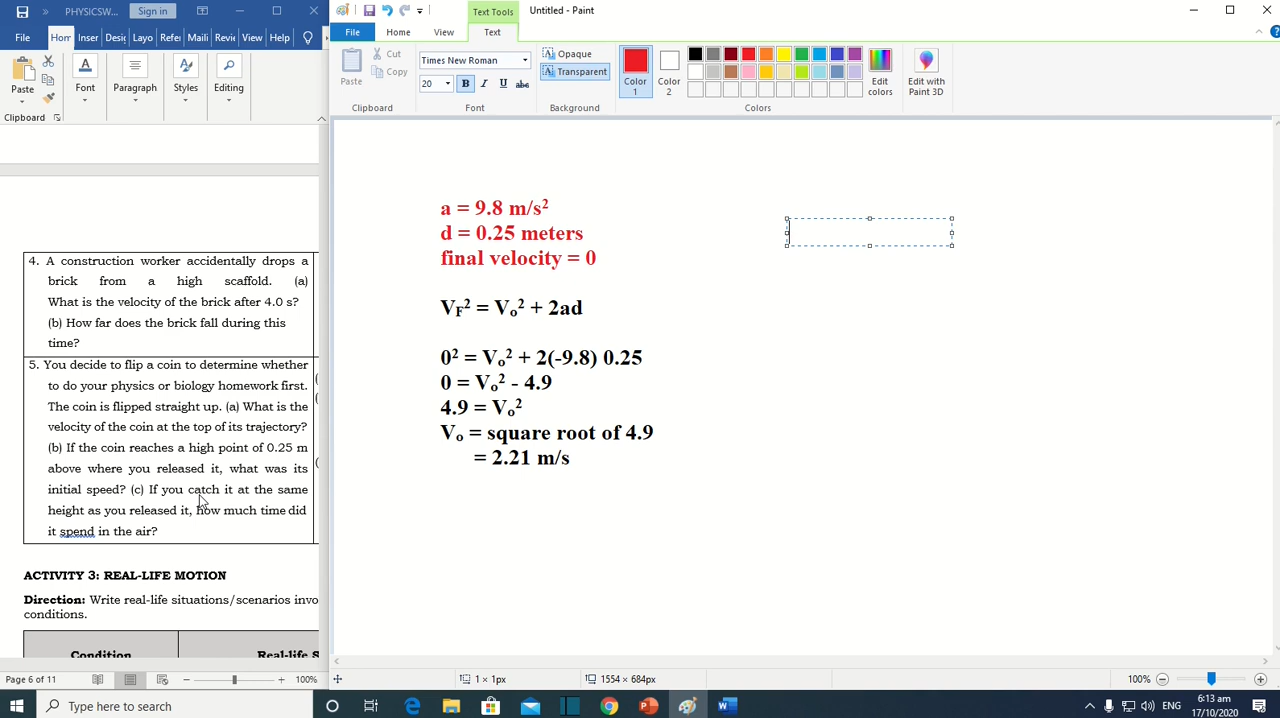 PHYSICSW...
Sign in
File
Hom
Inser
Desig
Layo
Refer
Maili
Review
View
Help
Paste
Font
Paragraph
Styles
Editing
Clipboard
4. A construction worker accidentally drops a
brick from a high scaffold. (a)
What is the velocity of the brick after 4.0 s?
(b) How far does the brick fall during this
time?
5. You decide to flip a coin to determine whether
to do your physics or biology homework first.
The coin is flipped straight up. (a) What is the
velocity of the coin at the top of its trajectory?
(b) If the coin reaches a high point of 0.25 m
above where you released it, what was its
initial speed? (c) If you catch it at the same
height as you released it, how much time did
it spend in the air?
ACTIVITY 3: REAL-LIFE MOTION
Direction: Write real-life situations/scenarios invo
conditions.
Condition
Real-life S
Page 6 of 11
100%
Text Tools
Untitled - Paint
File
Home
View
Text
Paste
Cut
Copy
Clipboard
Times New Roman
20
B I U abc
Font
Opaque
Transparent
Background
Color 1
Color 2
Edit colors
Colors
Edit with Paint 3D
a = 9.8 m/s²
d = 0.25 meters
final velocity = 0
V_F² = V_o² + 2ad
0² = V_o² + 2(-9.8) 0.25
0 = V_o² - 4.9
4.9 = V_o²
V_o = square root of 4.9
= 2.21 m/s
1 × 1px
1554 × 684px
100%
Type here to search
ENG
6:13 am
17/10/2020